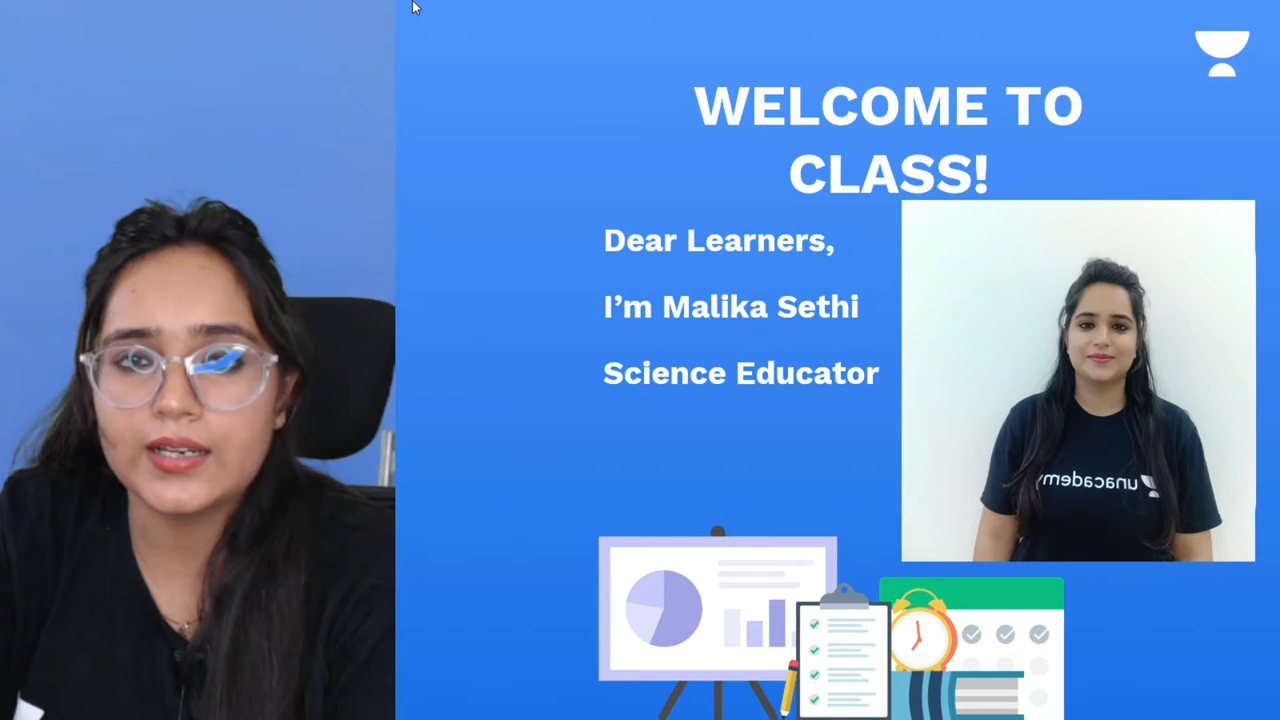 WELCOME TO
CLASS!
Dear Learners,
I’m Malika Sethi
Science Educator
unacademy